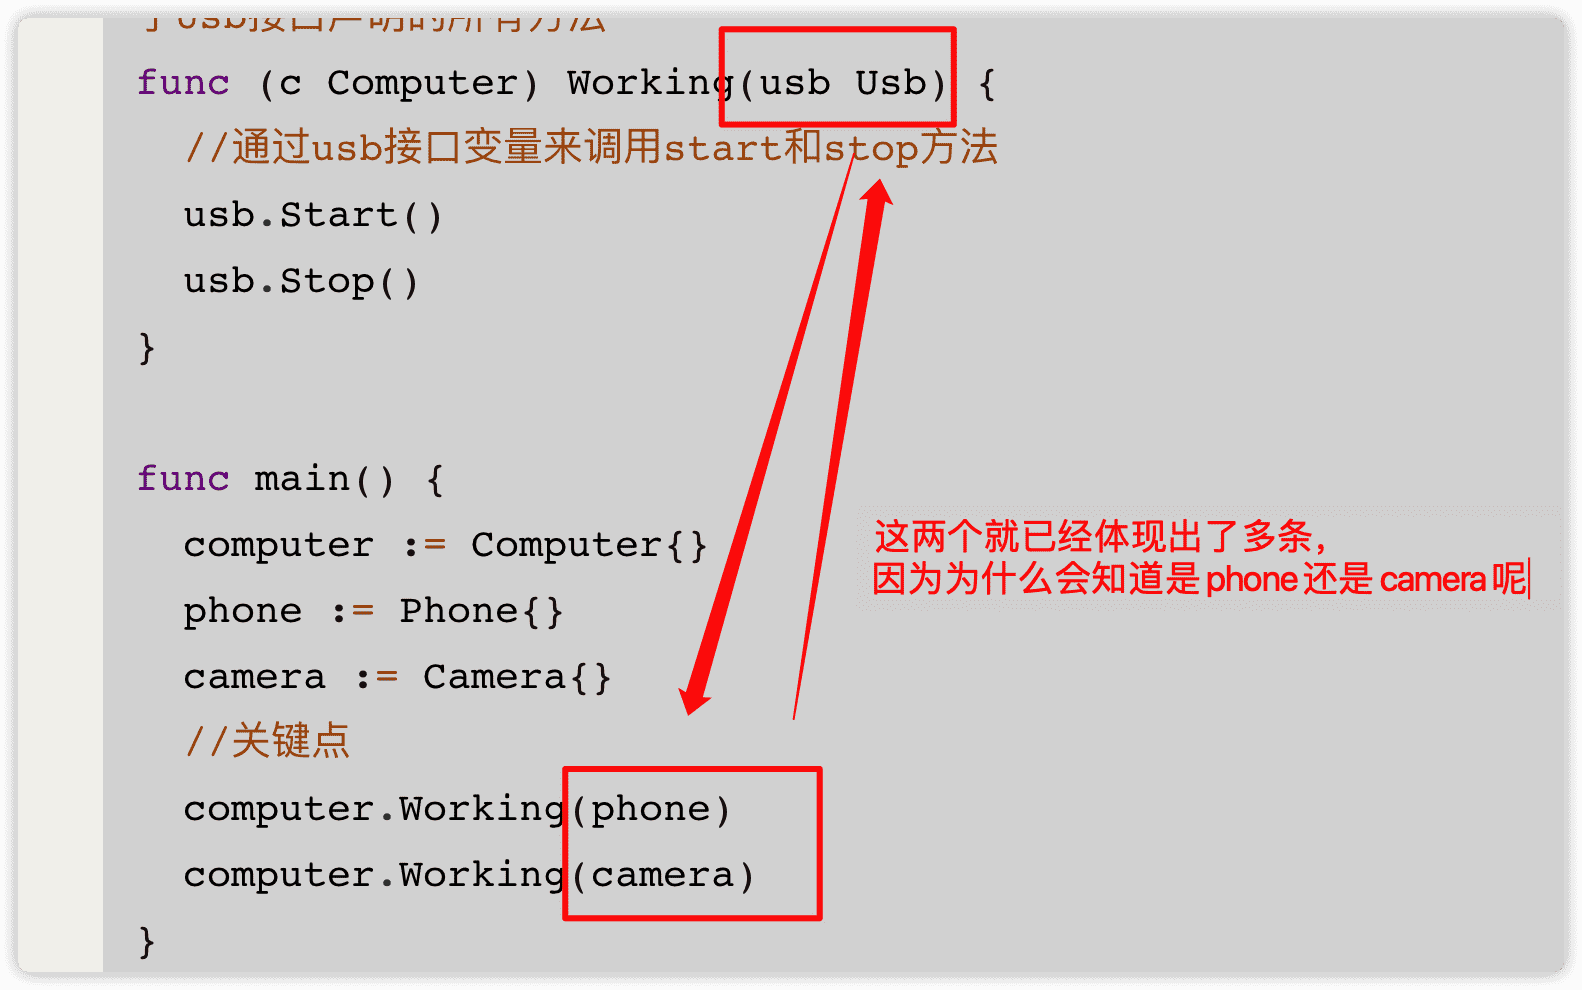 了usb接口声明的所有方法
func (c Computer) Working(usb Usb) {
//通过usb接口变量来调用start和stop方法
usb.Start()
usb.Stop()
}
func main() {
computer := Computer{}
phone := Phone{}
这两个就已经体现出了多条,
因为为什么会知道是phone还是camera呢
camera := Camera{}
//关键点
computer.Working(phone)
computer.Working(camera)
}